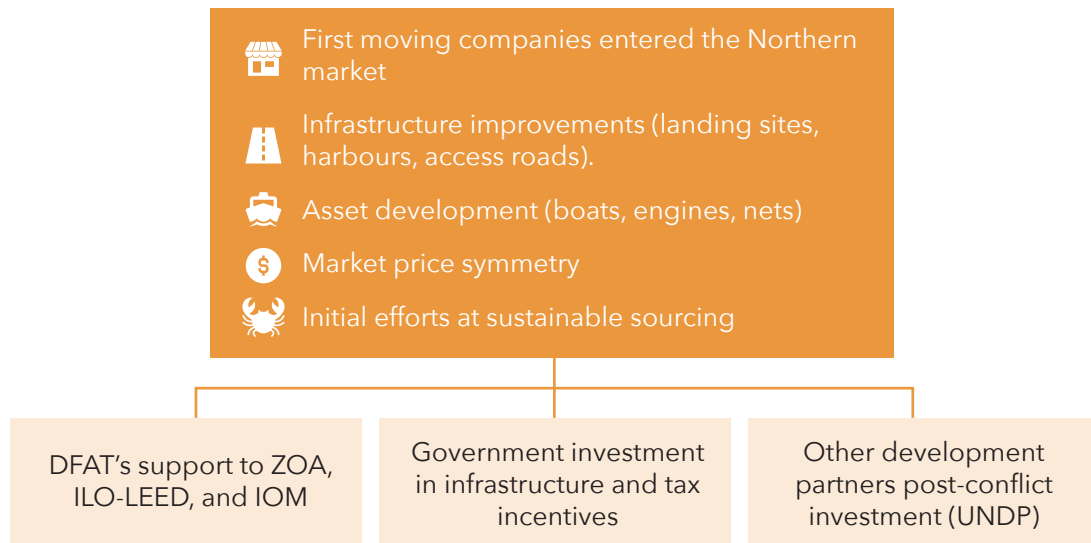 First moving companies entered the Northern
market
Infrastructure improvements (landing sites,
harbours, access roads).
Asset development (boats, engines, nets)
$
Market price symmetry
Initial efforts at sustainable sourcing
DFAT’s support to ZOA,
ILO-LEED, and IOM
Government investment
in infrastructure and tax
incentives
Other development
partners post-conflict
investment (UNDP)